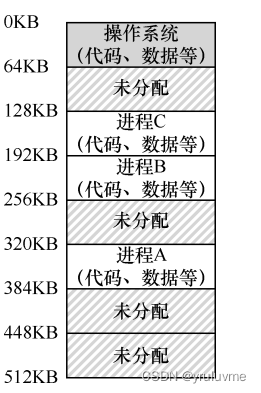 0KB
操作系统
(代码、数据等)
64KB
未分配
128KB
进程C
(代码、数据等)
192KB
进程B
(代码、数据等)
256KB
未分配
320KB
进程A
(代码、数据等)
384KB
未分配
448KB
未分配
512KB
CSDN @yruluvme